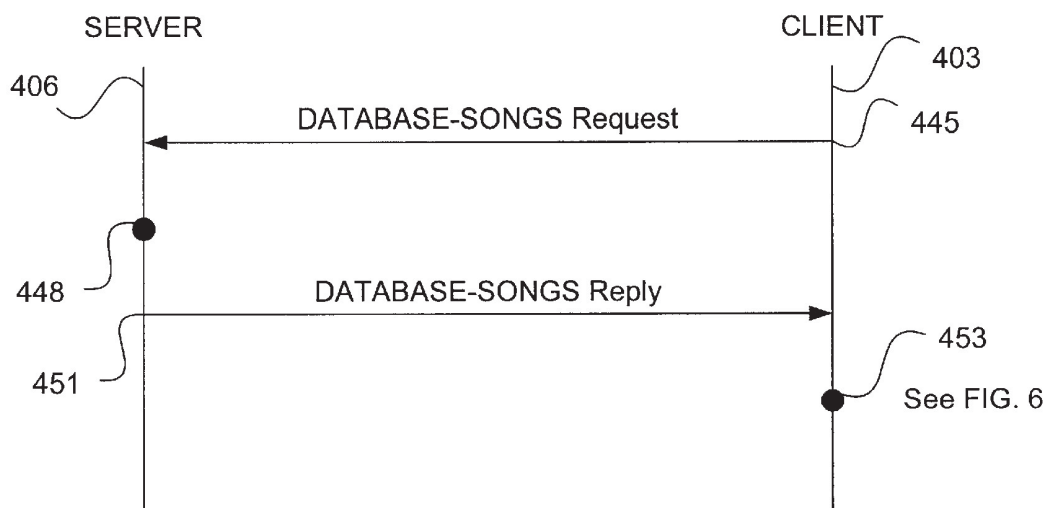 SERVER
CLIENT
406
403
DATABASE-SONGS Request
445
448
DATABASE-SONGS Reply
451
453
See FIG. 6